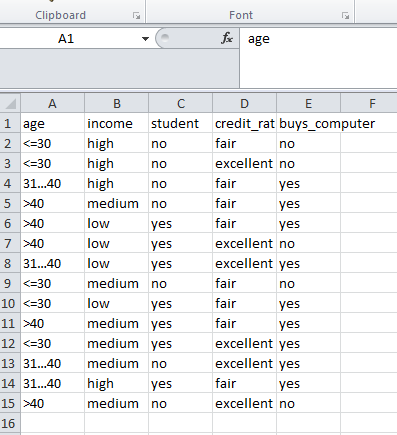 Clipboard Font
A1 fx age
A B C D E F
1 age income student credit_rat buys_computer
2 <=30 high no fair no
3 <=30 high no excellent no
4 31…40 high no fair yes
5 >40 medium no fair yes
6 >40 low yes fair yes
7 >40 low yes excellent no
8 31…40 low yes excellent yes
9 <=30 medium no fair no
10 <=30 low yes fair yes
11 >40 medium yes fair yes
12 <=30 medium yes excellent yes
13 31…40 medium no excellent yes
14 31…40 high yes fair yes
15 >40 medium no excellent no
16